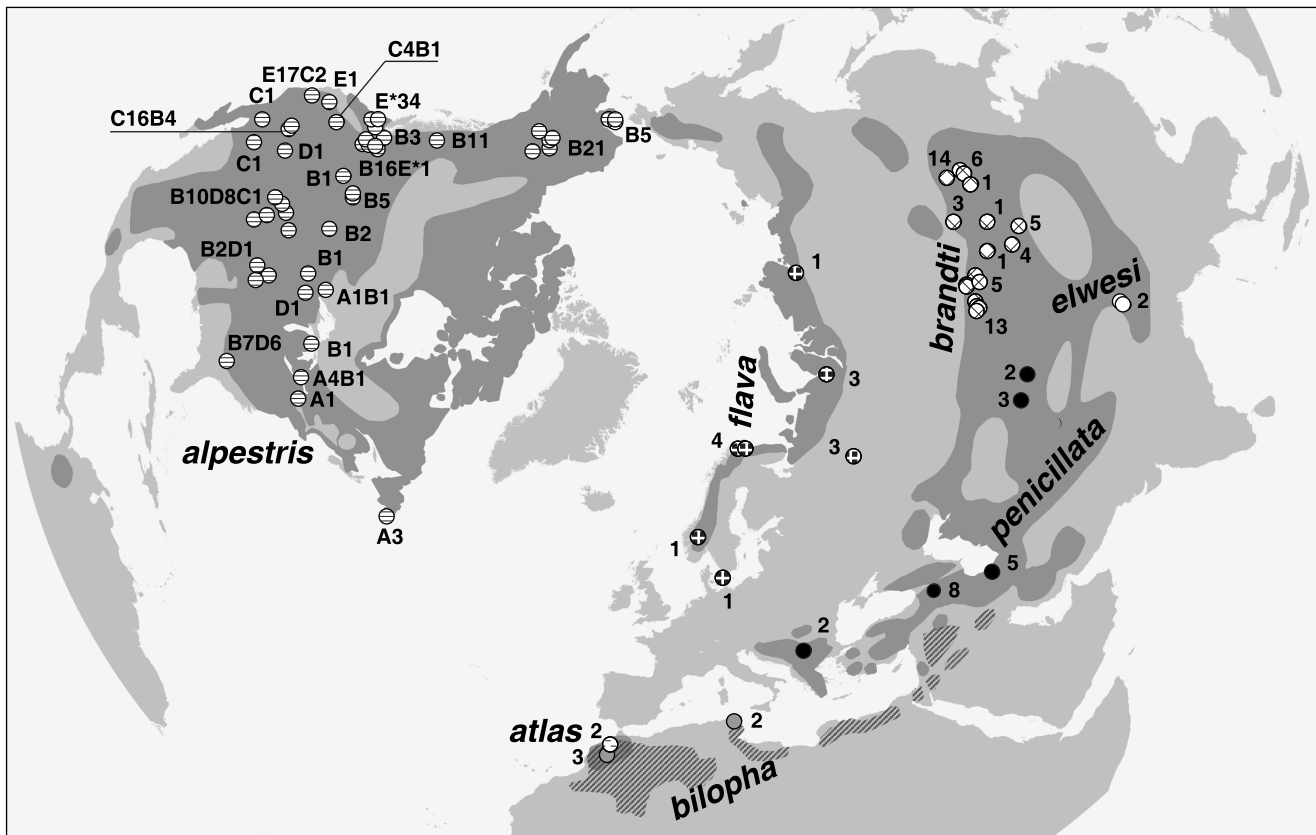 C4B1
E17C2
E1
C1
E*34
C16B4
B3
B11
B5
B21
C1
D1
B16E*1
B1
B5
B10D8C1
B2
B2D1
B1
A1B1
D1
B7D6
B1
A4B1
A1
alpestris
A3
14
6
1
3
1
5
4
1
5
13
brandti
elwesi
2
2
3
penicillata
1
3
flava
4
3
1
1
5
8
2
atlas
2
3
2
bilopha